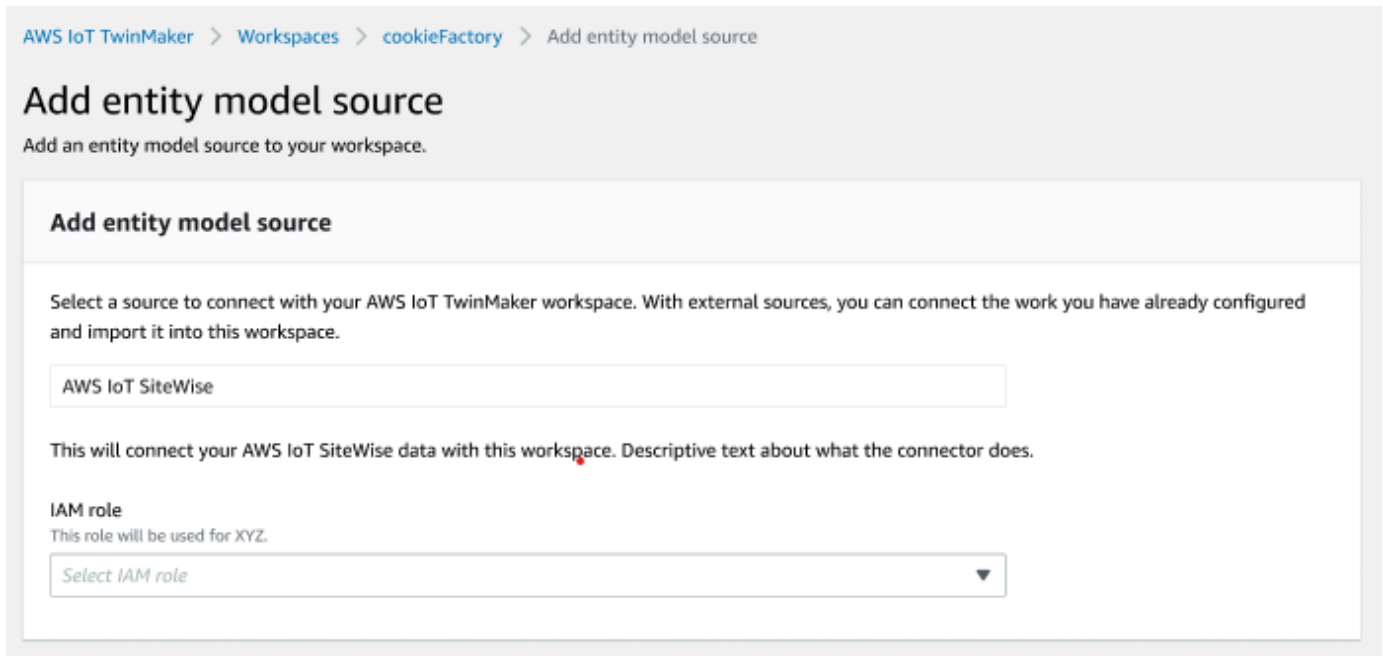 AWS IoT TwinMaker > Workspaces > cookieFactory > Add entity model source
Add entity model source
Add an entity model source to your workspace.
Add entity model source
Select a source to connect with your AWS IoT TwinMaker workspace. With external sources, you can connect the work you have already configured
and import it into this workspace.
AWS IoT SiteWise
This will connect your AWS IoT SiteWise data with this workspace. Descriptive text about what the connector does.
IAM role
This role will be used for XYZ.
Select IAM role